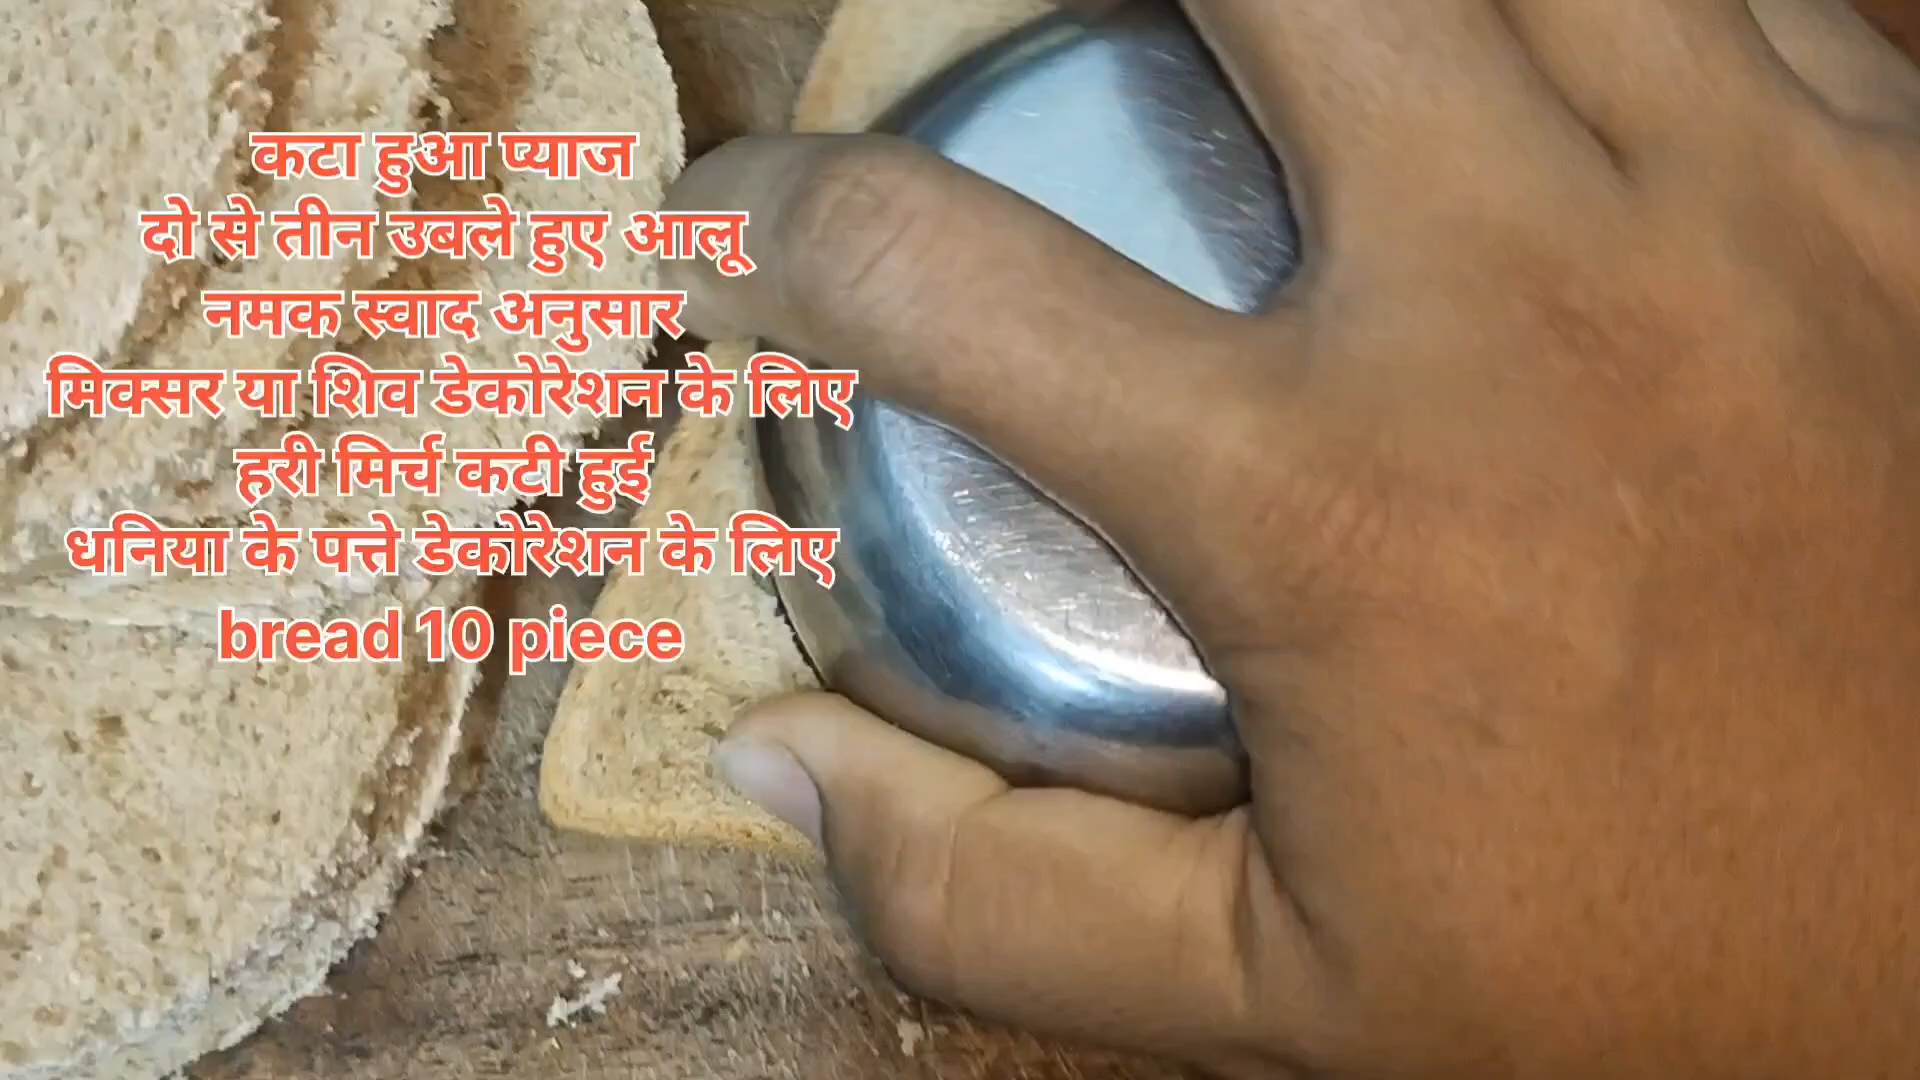 कटा हुआ प्याज
दो से तीन उबले हुए आलू
नमक स्वाद अनुसार
मिक्सर या शिव डेकोरेशन के लिए
हरी मिर्च कटी हुई
धनिया के पत्ते डेकोरेशन के लिए
bread 10 piece